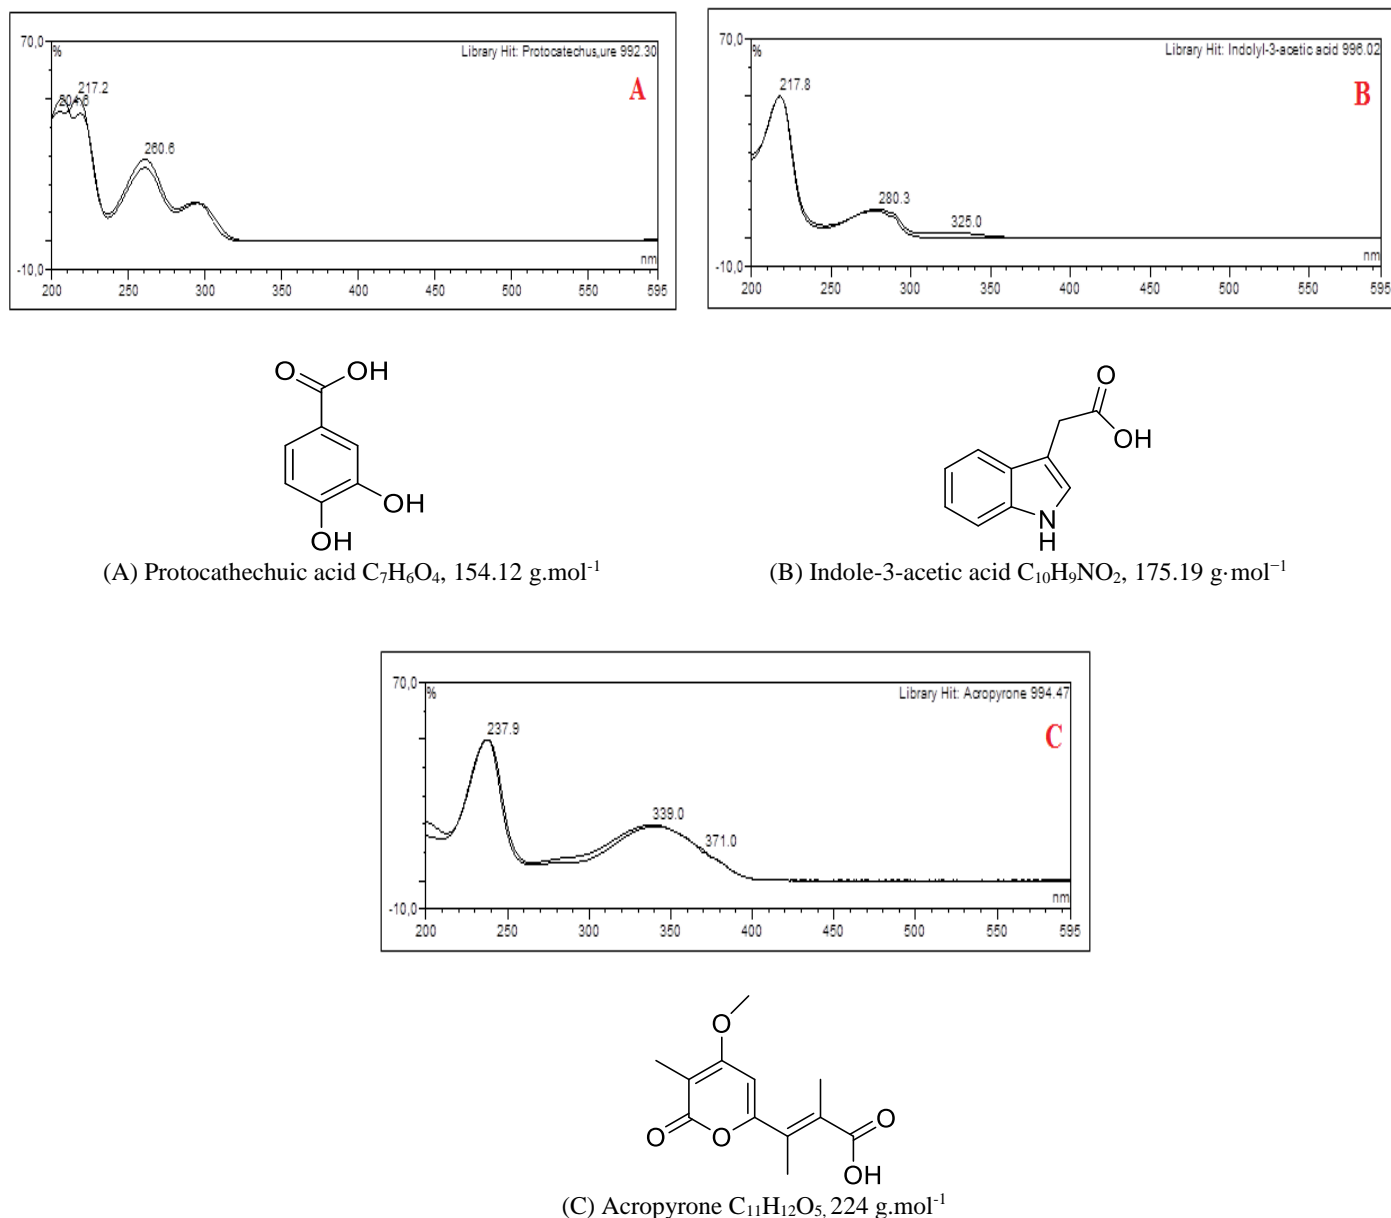 70,0
%
Library Hit: Protocatechus,ure 992.30
A
217.2
260.6
-10,0
nm
200 250 300 350 400 450 500 550 595
70.0
%
Library Hit: Indolyl-3-acetic acid 996.02
B
217.8
280.3
325.0
-10.0
nm
200 250 300 350 400 450 500 550 595
O
OH
OH
OH
O
OH
N
H
(A) Protocathechuic acid C₇H₆O₄, 154.12 g.mol⁻¹
(B) Indole-3-acetic acid C₁₀H₉NO₂, 175.19 g·mol⁻¹
70,0
%
Library Hit: Acropyrone 994.47
C
237.9
339.0
371.0
-10,0
nm
200 250 300 350 400 450 500 550 595
O
O
O
O
OH
(C) Acropyrone C₁₁H₁₂O₅, 224 g.mol⁻¹